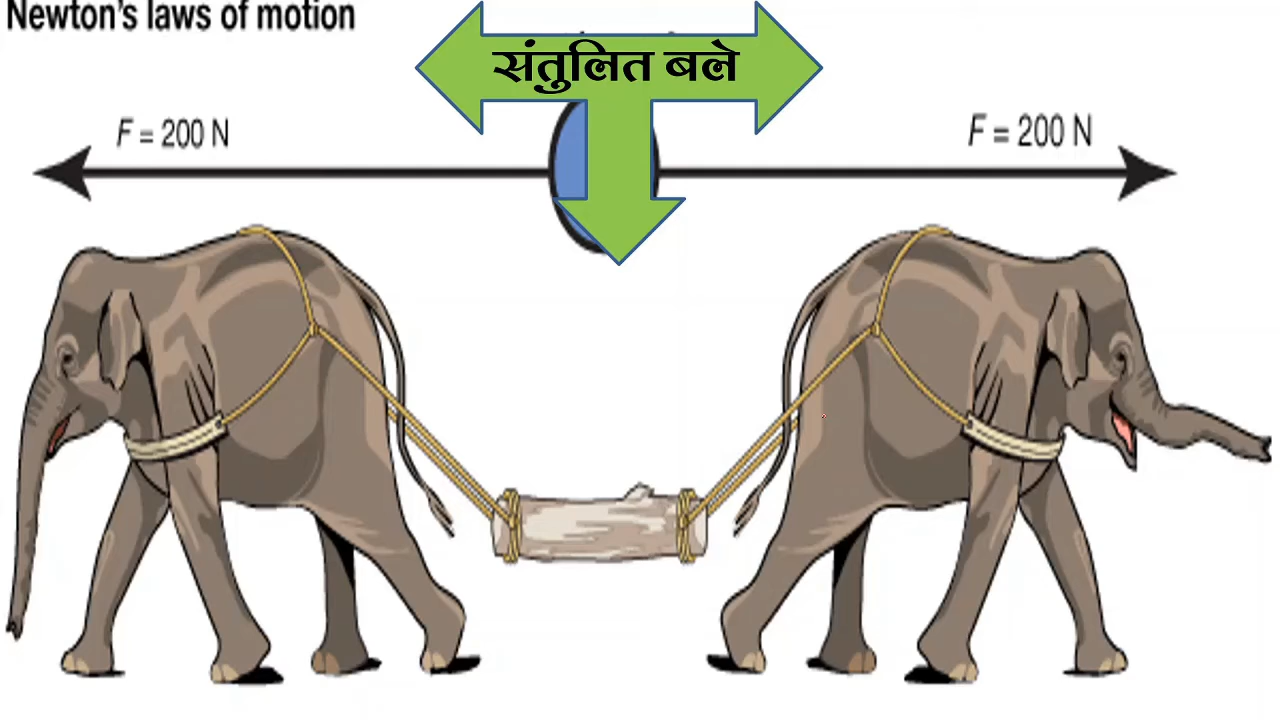 Newton's laws of motion
संतुलित बले
F = 200 N
F = 200 N